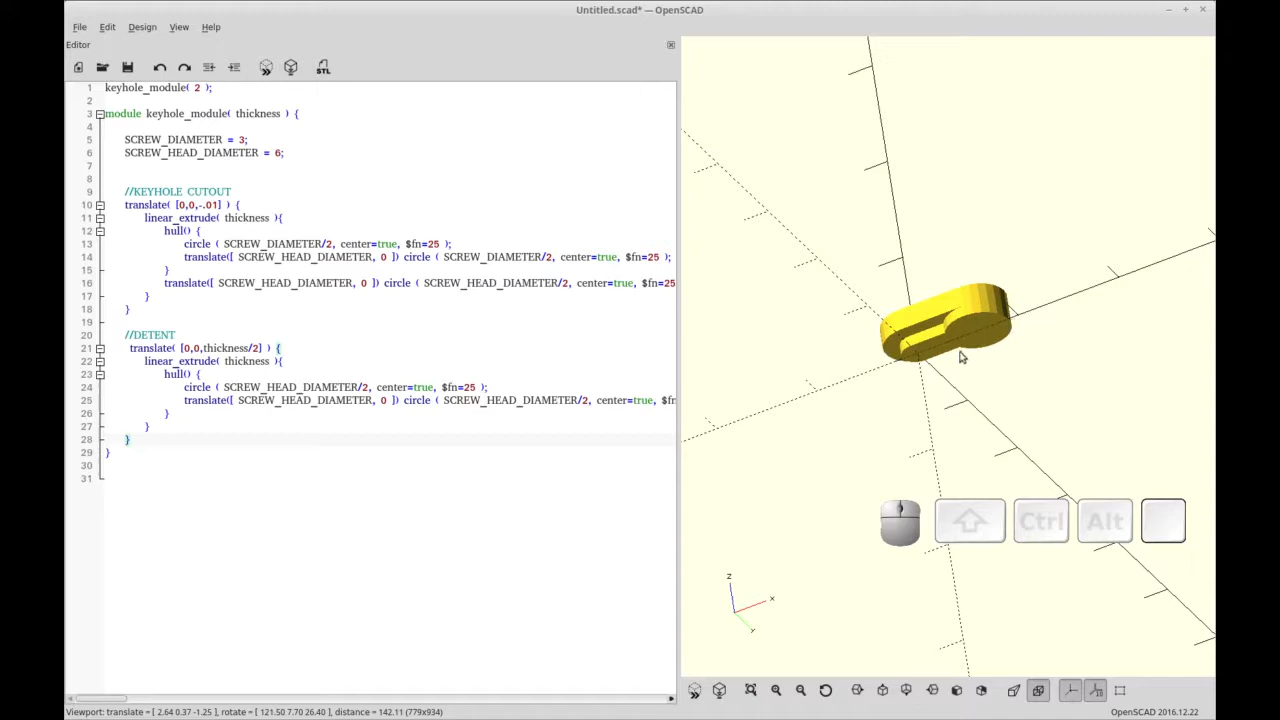 Untitled.scad* — OpenSCAD
File Edit Design View Help
Editor
STL
1 keyhole_module( 2 );
2
3 module keyhole_module( thickness ) {
4
5 SCREW_DIAMETER = 3;
6 SCREW_HEAD_DIAMETER = 6;
7
8
9 //KEYHOLE CUTOUT
10 translate( [0,0,-.01] ) {
11 linear_extrude( thickness ){
12 hull() {
13 circle ( SCREW_DIAMETER/2, center=true, $fn=25 );
14 translate([ SCREW_HEAD_DIAMETER, 0 ]) circle ( SCREW_DIAMETER/2, center=true, $fn=25 );
15 }
16 translate([ SCREW_HEAD_DIAMETER, 0 ]) circle ( SCREW_HEAD_DIAMETER/2, center=true, $fn=25
17 }
18 }
19
20 //DETENT
21 translate( [0,0,thickness/2] ) {
22 linear_extrude( thickness ){
23 hull() {
24 circle ( SCREW_HEAD_DIAMETER/2, center=true, $fn=25 );
25 translate([ SCREW_HEAD_DIAMETER, 0 ]) circle ( SCREW_HEAD_DIAMETER/2, center=true, $fn
26 }
27 }
28 }
29 }
30
31
Ctrl Alt
z
x
y
Viewport: translate = [ 2.64 0.37 -1.25 ], rotate = [ 121.50 7.70 26.40 ], distance = 142.11 (779x934)
OpenSCAD 2016.12.22